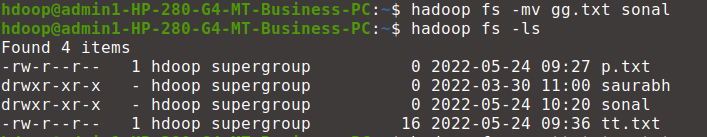 hdoop@admin1-HP-280-G4-MT-Business-PC:~$ hadoop fs -mv gg.txt sonal
hdoop@admin1-HP-280-G4-MT-Business-PC:~$ hadoop fs -ls
Found 4 items
-rw-r--r--   1 hdoop supergroup          0 2022-05-24 09:27 p.txt
drwxr-xr-x   - hdoop supergroup          0 2022-03-30 11:00 saurabh
drwxr-xr-x   - hdoop supergroup          0 2022-05-24 10:20 sonal
-rw-r--r--   1 hdoop supergroup         16 2022-05-24 09:36 tt.txt